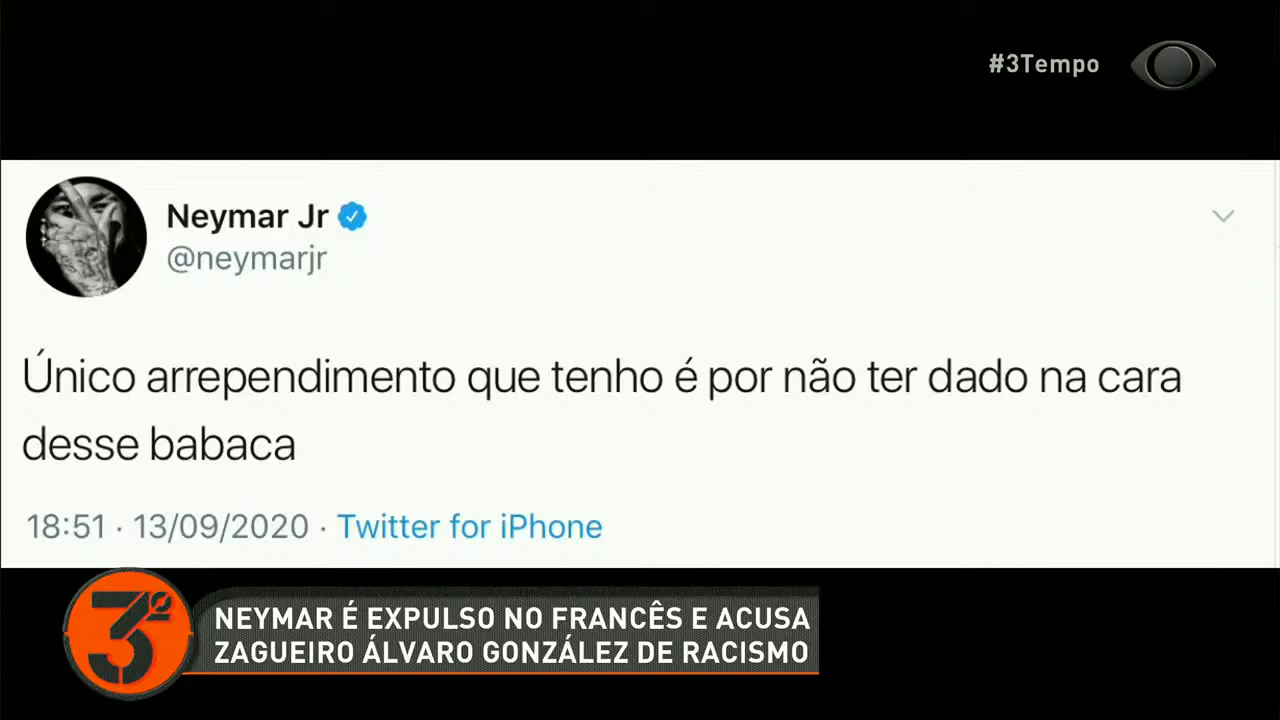 #3Tempo
Neymar Jr
@neymarjr
Único arrependimento que tenho é por não ter dado na cara
desse babaca
18:51 · 13/09/2020 · Twitter for iPhone
3º
NEYMAR É EXPULSO NO FRANCÊS E ACUSA
ZAGUEIRO ÁLVARO GONZÁLEZ DE RACISMO